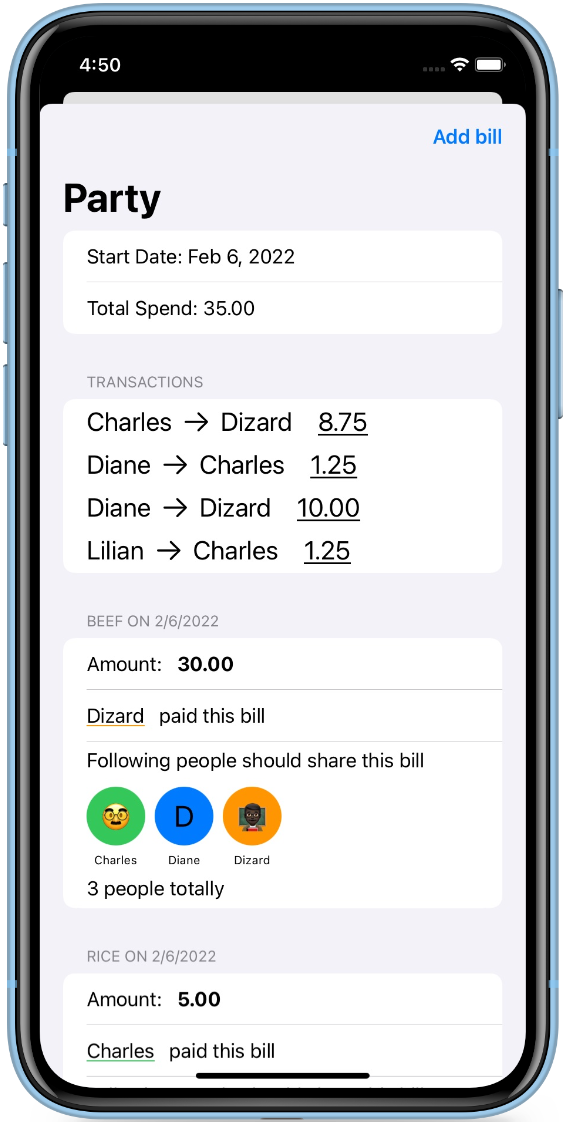 4:50
Add bill
Party
Start Date: Feb 6, 2022
Total Spend: 35.00
TRANSACTIONS
Charles → Dizard 8.75
Diane → Charles 1.25
Diane → Dizard 10.00
Lilian → Charles 1.25
BEEF ON 2/6/2022
Amount: 30.00
Dizard paid this bill
Following people should share this bill
D
Charles Diane Dizard
3 people totally
RICE ON 2/6/2022
Amount: 5.00
Charles paid this bill